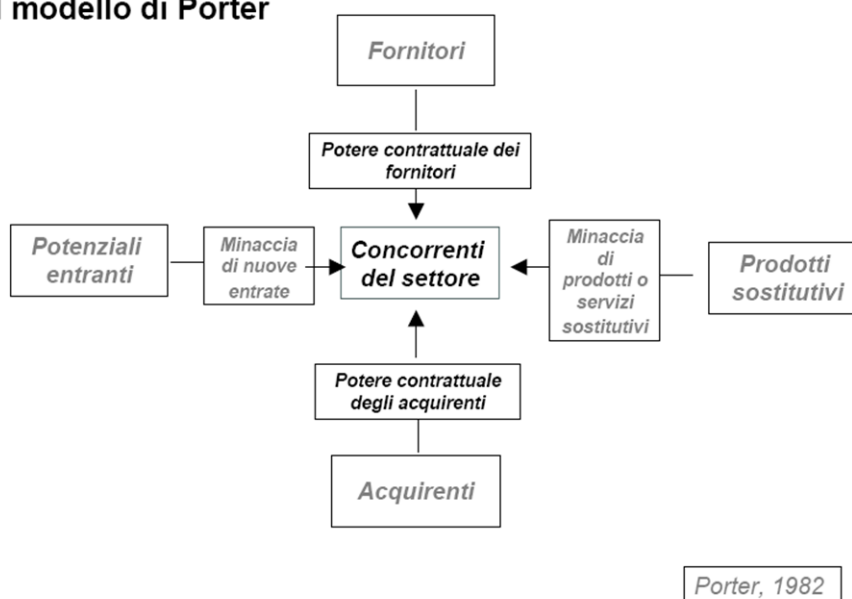 modello di Porter
Fornitori
Potere contrattuale dei
fornitori
Potenziali
entranti
Minaccia
di nuove
entrate
Concorrenti
del settore
Minaccia
di
prodotti o
servizi
sostitutivi
Prodotti
sostitutivi
Potere contrattuale
degli acquirenti
Acquirenti
Porter, 1982